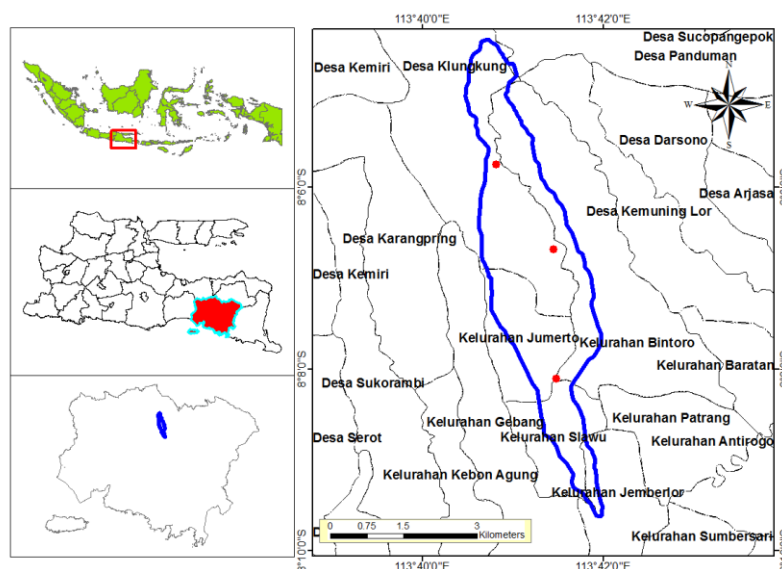 113°40'0"E 113°42'0"E
Desa Sucopangepok
Desa Panduman
Desa Kemiri
Desa Klungkung
N
W E
S
Desa Darsono
8°6'0"S
Desa Arjasa
Desa Kemuning Lor
Desa Karangpring
Desa Kemiri
Kelurahan Jumerto
Kelurahan Bintoro
Kelurahan Baratan
8°8'0"S
Desa Sukorambi
Kelurahan Gebang
Kelurahan Patrang
Desa Serot
Kelurahan Slawu
Kelurahan Antirogo
Kelurahan Kebon Agung
Kelurahan Jemberlor
0 0.75 1.5 3
Kilometers
Kelurahan Sumbersari
8°10'0"S
113°40'0"E 113°42'0"E